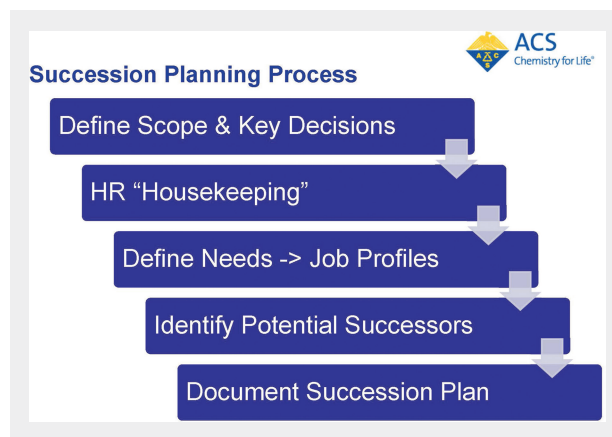 ACS
Chemistry for Life®
Succession Planning Process
Define Scope & Key Decisions
HR “Housekeeping”
Define Needs -> Job Profiles
Identify Potential Successors
Document Succession Plan